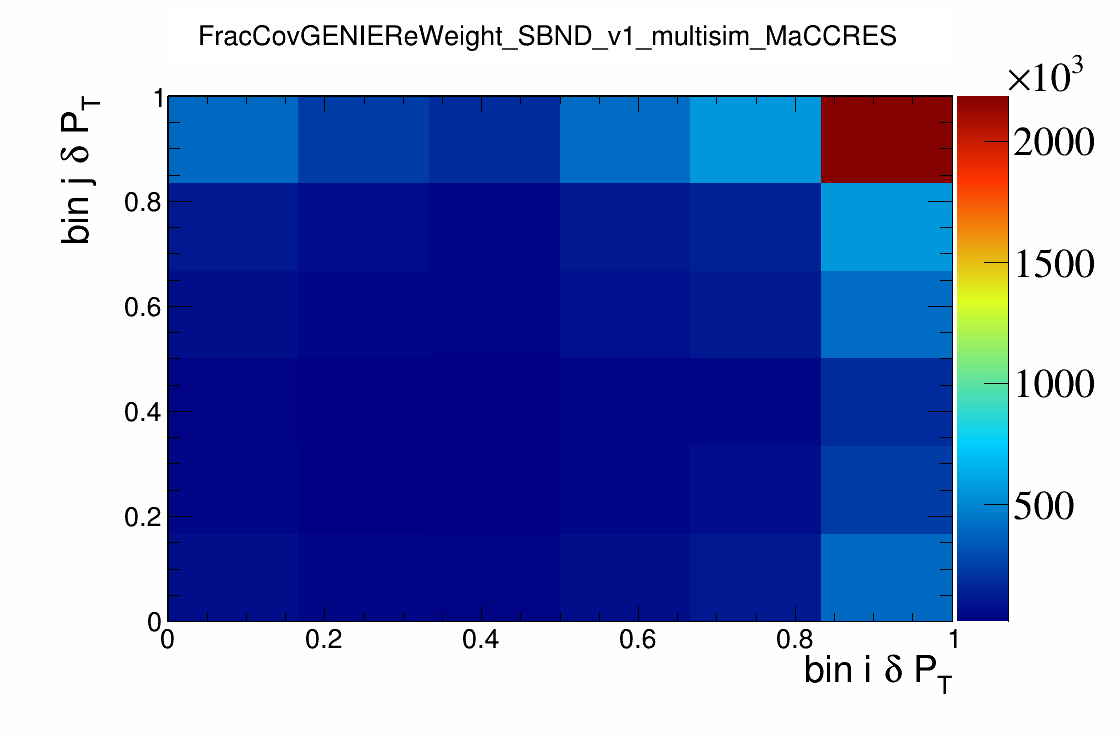 FracCovGENIEReWeight_SBND_v1_multisim_MaCCRES
×10³
bin j δ P_T
1
0.8
0.6
0.4
0.2
0
0 0.2 0.4 0.6 0.8 1
bin i δ P_T
2000
1500
1000
500